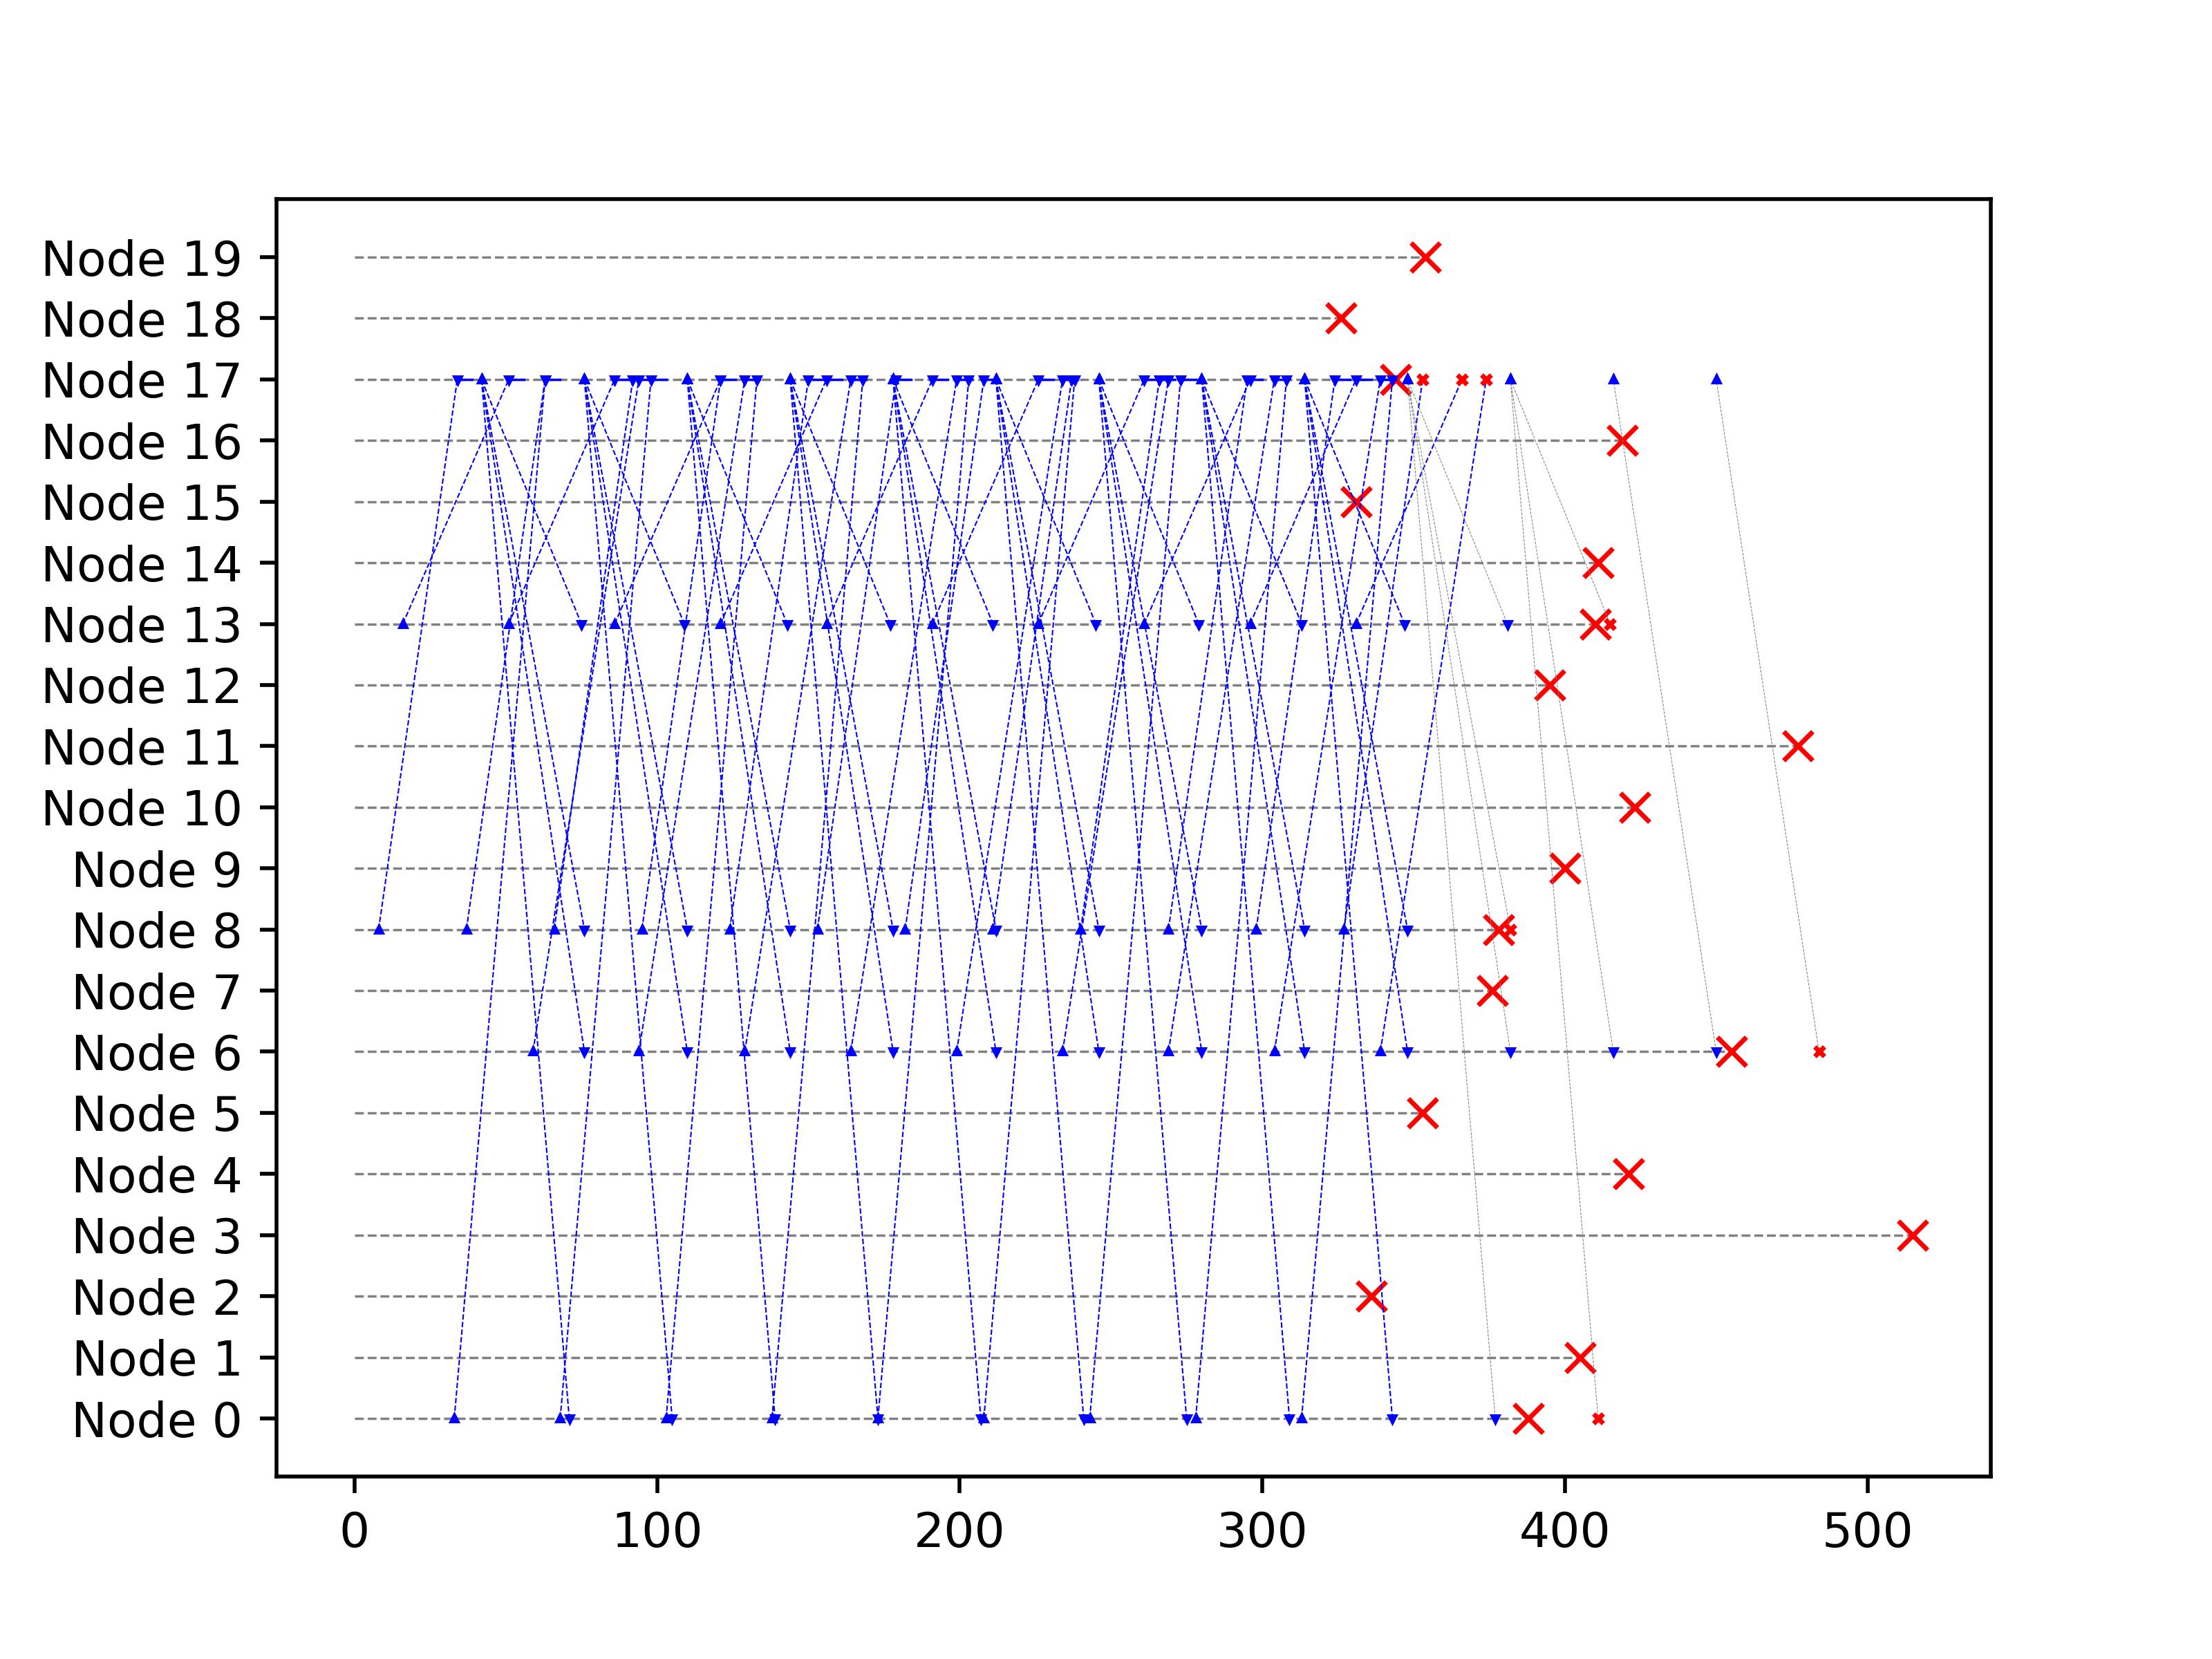 Node 19
Node 18
Node 17
Node 16
Node 15
Node 14
Node 13
Node 12
Node 11
Node 10
Node 9
Node 8
Node 7
Node 6
Node 5
Node 4
Node 3
Node 2
Node 1
Node 0
0 100 200 300 400 500